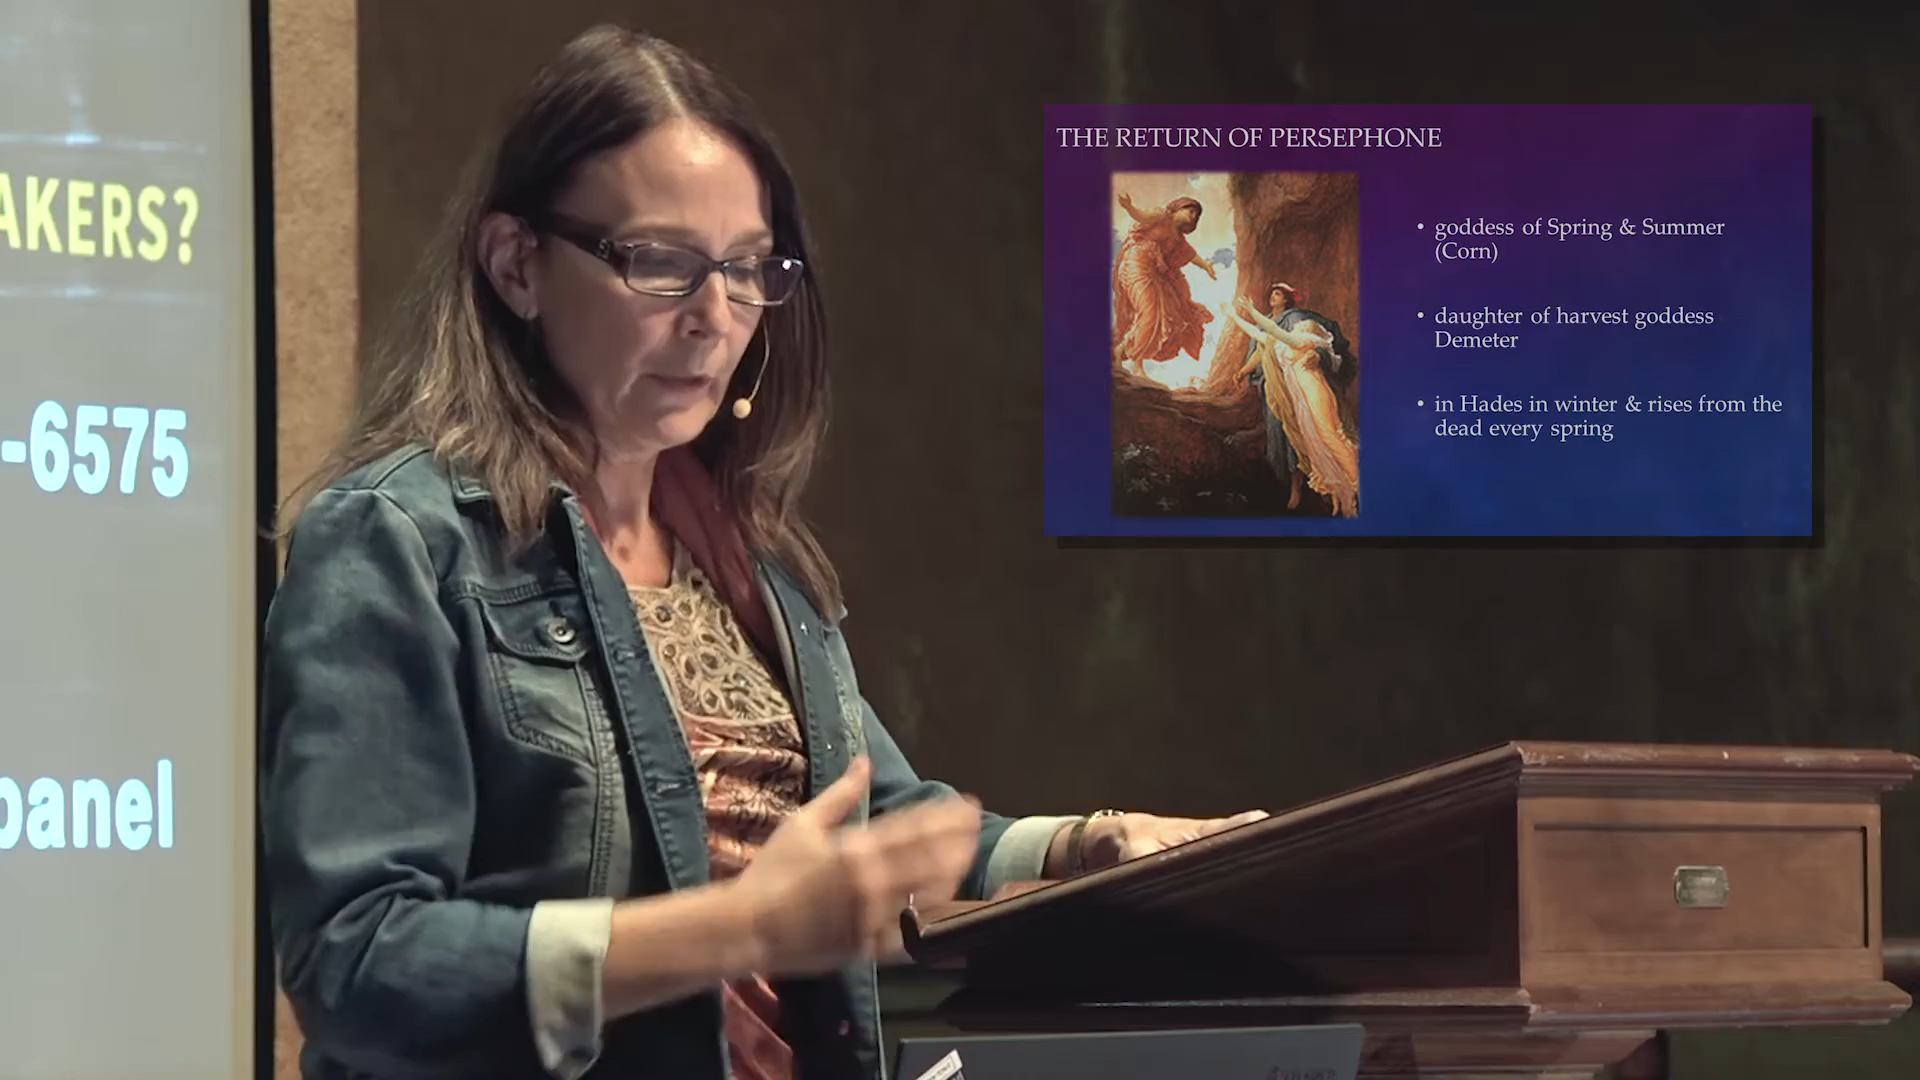 AKERS?
-6575
panel
THE RETURN OF PERSEPHONE
• goddess of Spring & Summer
(Corn)
• daughter of harvest goddess
Demeter
• in Hades in winter & rises from the
dead every spring